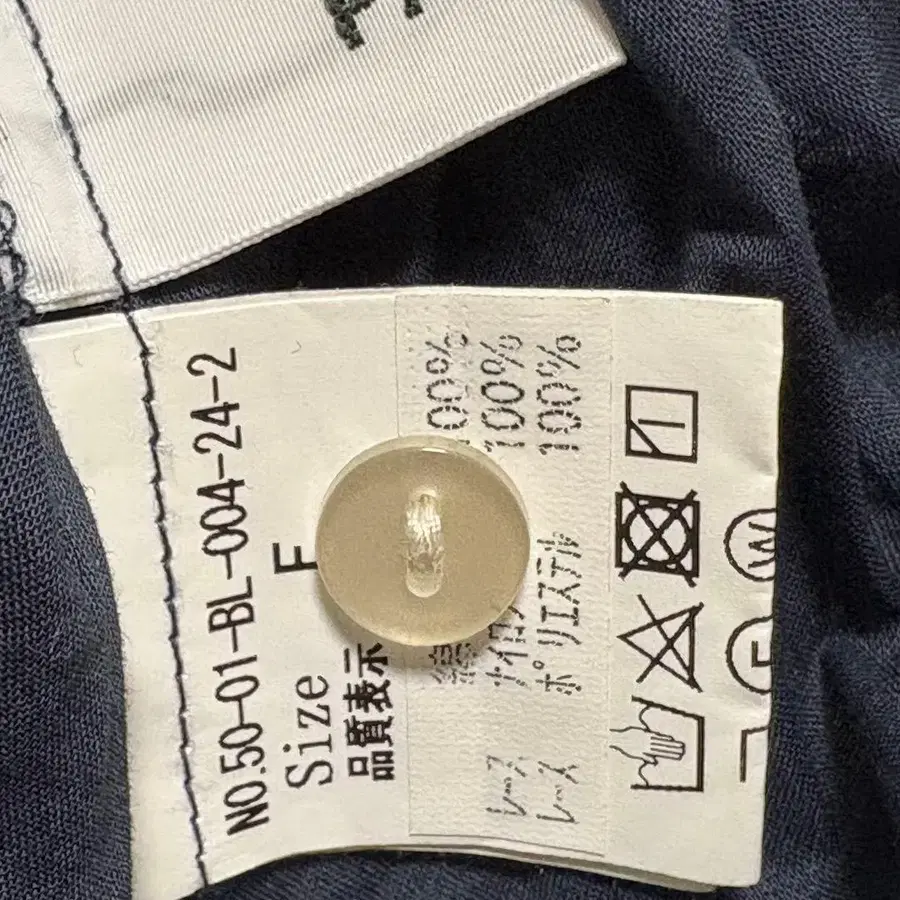 NO.50-01-BL-004-24-2
Size F
品質表示
綿 100%
レース ナイロン 100%
レース ポリエステル 100%
W